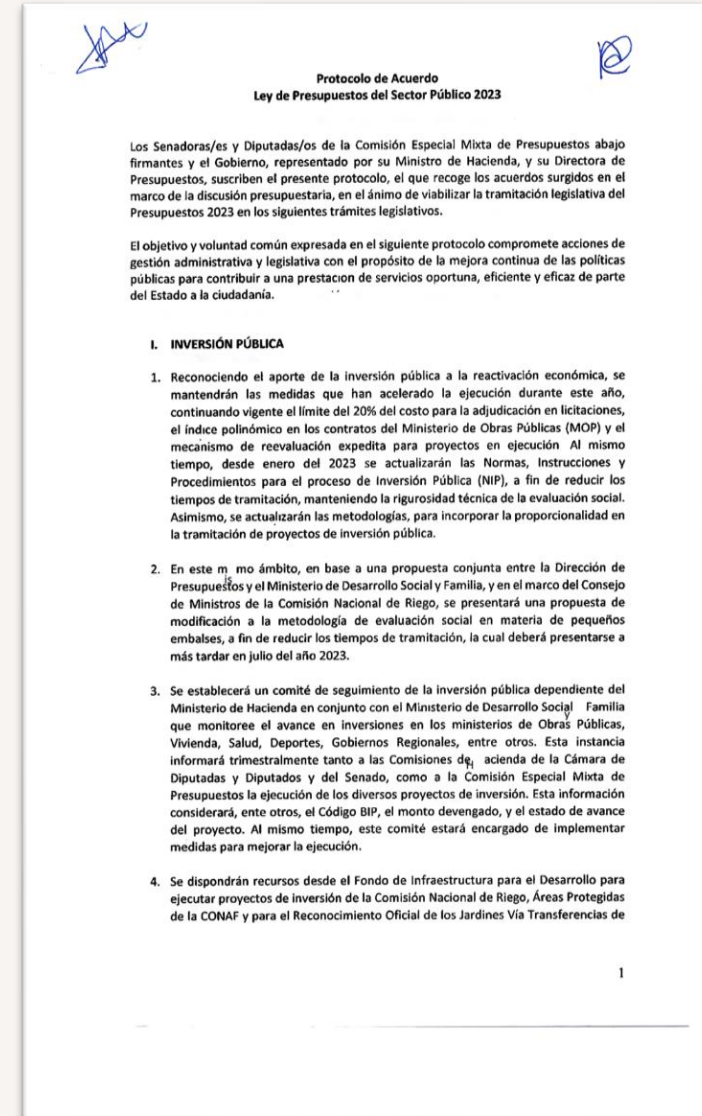 Protocolo de Acuerdo
Ley de Presupuestos del Sector Público 2023
Los Senadoras/es y Diputadas/os de la Comisión Especial Mixta de Presupuestos abajo
firmantes y el Gobierno, representado por su Ministro de Hacienda, y su Directora de
Presupuestos, suscriben el presente protocolo, el que recoge los acuerdos surgidos en el
marco de la discusión presupuestaria, en el ánimo de viabilizar la tramitación legislativa del
Presupuestos 2023 en los siguientes trámites legislativos.
El objetivo y voluntad común expresada en el siguiente protocolo compromete acciones de
gestión administrativa y legislativa con el propósito de la mejora continua de las políticas
públicas para contribuir a una prestación de servicios oportuna, eficiente y eficaz de parte
del Estado a la ciudadanía.
I. INVERSIÓN PÚBLICA
1. Reconociendo el aporte de la inversión pública a la reactivación económica, se
mantendrán las medidas que han acelerado la ejecución durante este año,
continuando vigente el límite del 20% del costo para la adjudicación en licitaciones,
el índice polinómico en los contratos del Ministerio de Obras Públicas (MOP) y el
mecanismo de reevaluación expedita para proyectos en ejecución Al mismo
tiempo, desde enero del 2023 se actualizarán las Normas, Instrucciones y
Procedimientos para el proceso de Inversión Pública (NIP), a fin de reducir los
tiempos de tramitación, manteniendo la rigurosidad técnica de la evaluación social.
Asimismo, se actualizarán las metodologías, para incorporar la proporcionalidad en
la tramitación de proyectos de inversión pública.
2. En este m mo ámbito, en base a una propuesta conjunta entre la Dirección de
is
Presupuestos y el Ministerio de Desarrollo Social y Familia, y en el marco del Consejo
de Ministros de la Comisión Nacional de Riego, se presentará una propuesta de
modificación a la metodología de evaluación social en materia de pequeños
embalses, a fin de reducir los tiempos de tramitación, la cual deberá presentarse a
más tardar en julio del año 2023.
3. Se establecerá un comité de seguimiento de la inversión pública dependiente del
Ministerio de Hacienda en conjunto con el Ministerio de Desarrollo Social Familia
y
que monitoree el avance en inversiones en los ministerios de Obras Públicas,
Vivienda, Salud, Deportes, Gobiernos Regionales, entre otros. Esta instancia
informará trimestralmente tanto a las Comisiones de H acienda de la Cámara de
Diputadas y Diputados y del Senado, como a la Comisión Especial Mixta de
Presupuestos la ejecución de los diversos proyectos de inversión. Esta información
considerará, ente otros, el Código BIP, el monto devengado, y el estado de avance
del proyecto. Al mismo tiempo, este comité estará encargado de implementar
medidas para mejorar la ejecución.
4. Se dispondrán recursos desde el Fondo de Infraestructura para el Desarrollo para
ejecutar proyectos de inversión de la Comisión Nacional de Riego, Áreas Protegidas
de la CONAF y para el Reconocimiento Oficial de los Jardines Vía Transferencias de
1